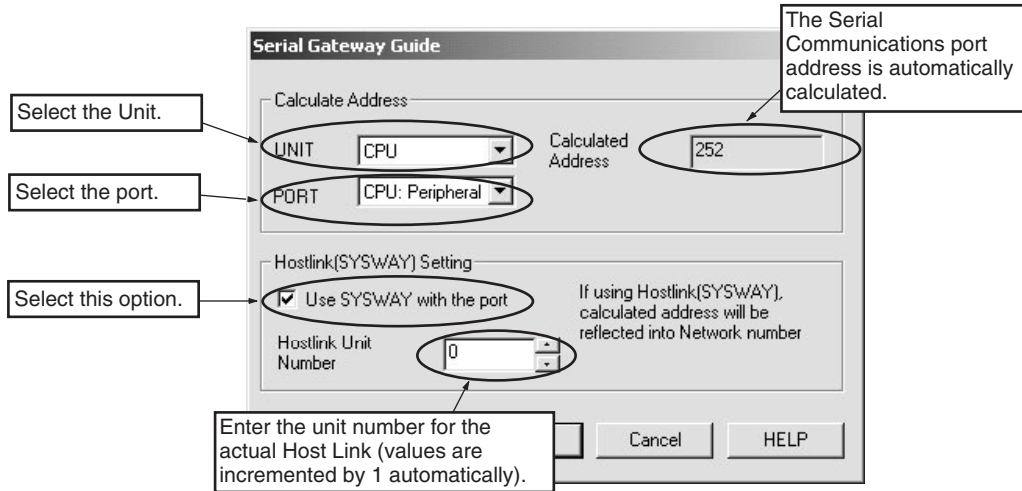 The Serial
Communications port
address is automatically
calculated.
Serial Gateway Guide
Calculate Address
Select the Unit.
UNIT
CPU
Calculated
Address
252
Select the port.
PORT
CPU: Peripheral
Hostlink(SYSWAY) Setting
Select this option.
Use SYSWAY with the port
If using Hostlink(SYSWAY),
calculated address will be
reflected into Network number
Hostlink Unit
Number
0
Enter the unit number for the
actual Host Link (values are
incremented by 1 automatically).
Cancel
HELP